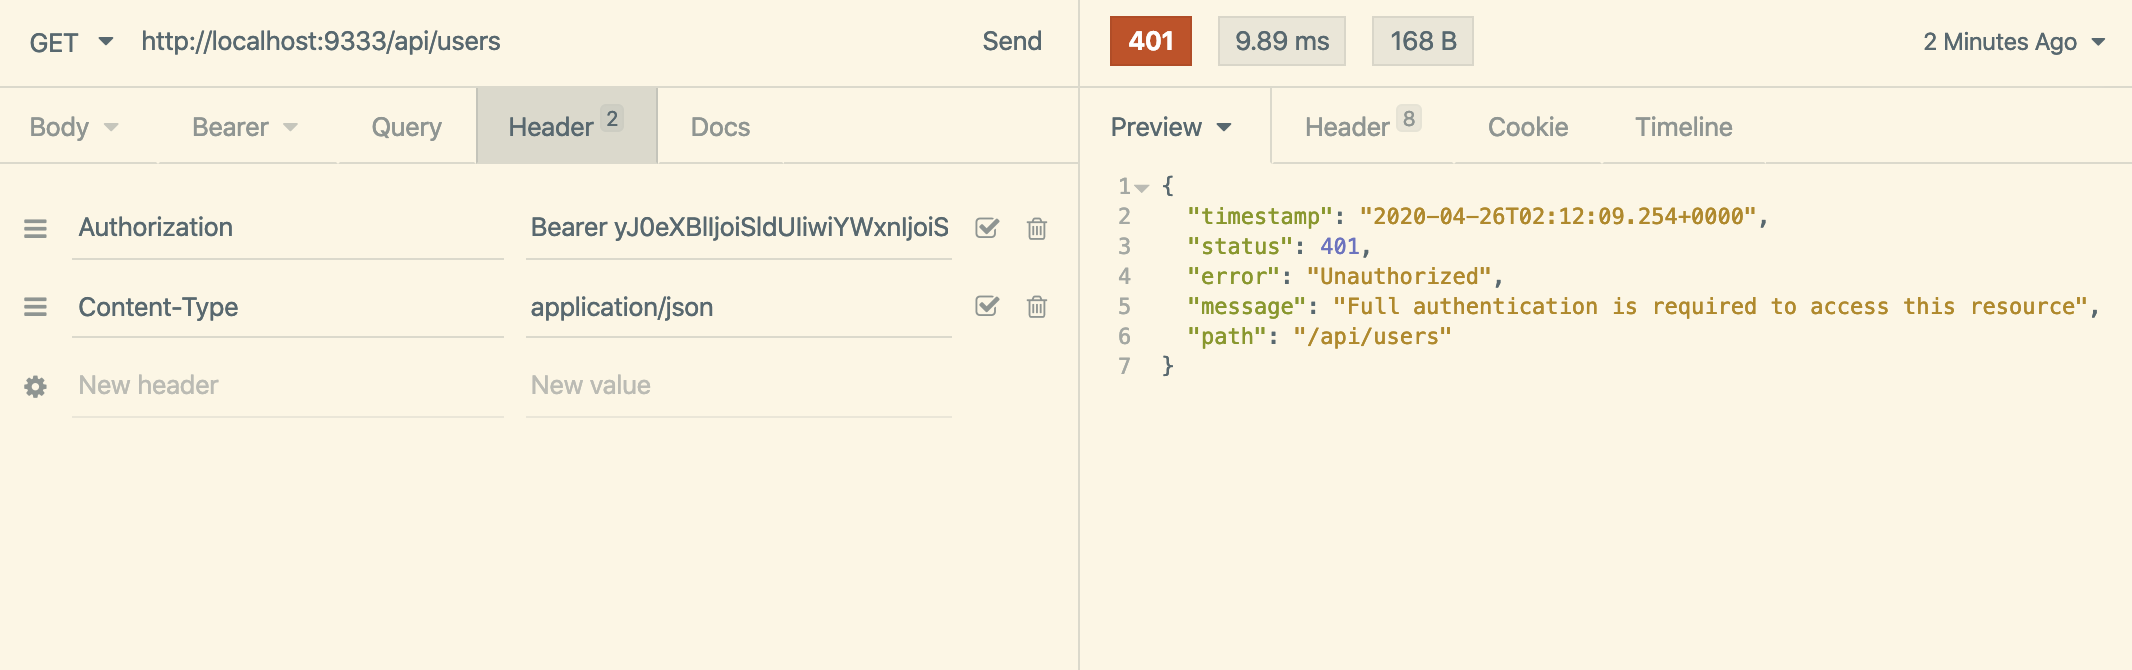 GET http://localhost:9333/api/users Send
Body Bearer Query Header 2 Docs
Authorization Bearer yJ0eXBlIjoiSldUIiwiYWxnIjoiS
Content-Type application/json
New header New value
401 9.89 ms 168 B 2 Minutes Ago
Preview Header 8 Cookie Timeline
1 {
2 "timestamp": "2020-04-26T02:12:09.254+0000",
3 "status": 401,
4 "error": "Unauthorized",
5 "message": "Full authentication is required to access this resource",
6 "path": "/api/users"
7 }